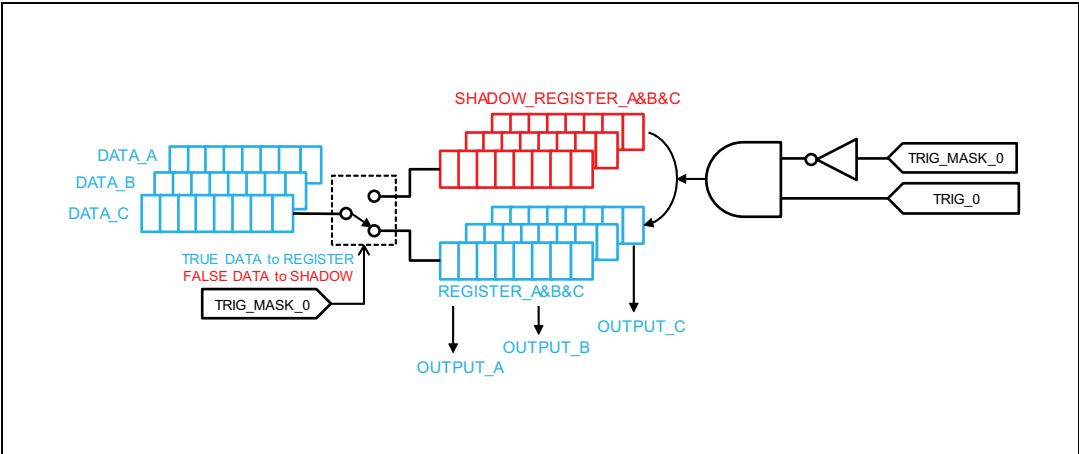 SHADOW_REGISTER_A&B&C
DATA_A
DATA_B
DATA_C
TRIG_MASK_0
TRIG_0
TRUE DATA to REGISTER
FALSE DATA to SHADOW
TRIG_MASK_0
REGISTER_A&B&C
OUTPUT_C
OUTPUT_B
OUTPUT_A